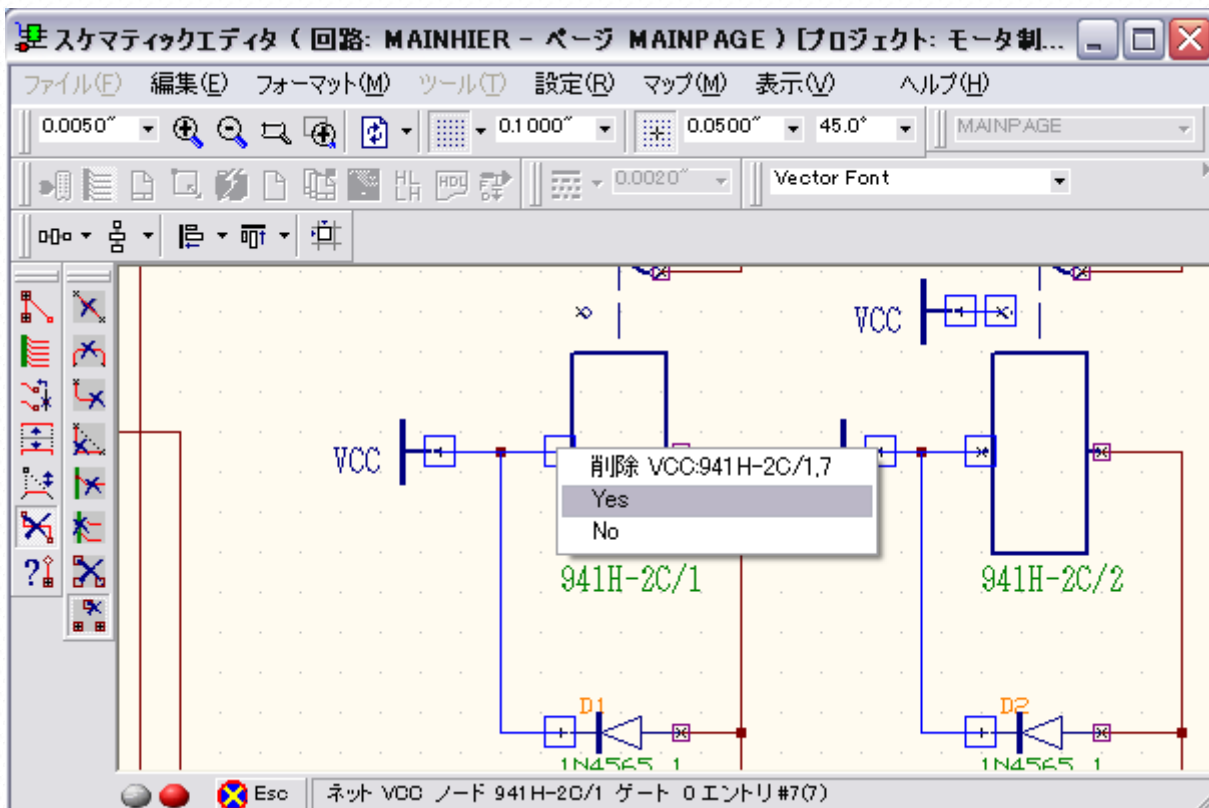 スケマティックエディタ ( 回路: MAINHIER - ページ MAINPAGE ) [プロジェクト: モータ制...
ファイル(F) 編集(E) フォーマット(M) ツール(T) 設定(R) マップ(M) 表示(V) ヘルプ(H)
0.0050" 0.1000" 0.0500" 45.0° MAINPAGE
HL LH HDL 0.0020" Vector Font
VCC
VCC
削除 VCC:941H-2C/1,7
Yes
No
941H-2C/1 941H-2C/2
D1 D2
1N4565 1 1N4565 1
Esc ネット VCC ノード 941H-2C/1 ゲート 0 エントリ #7(7)